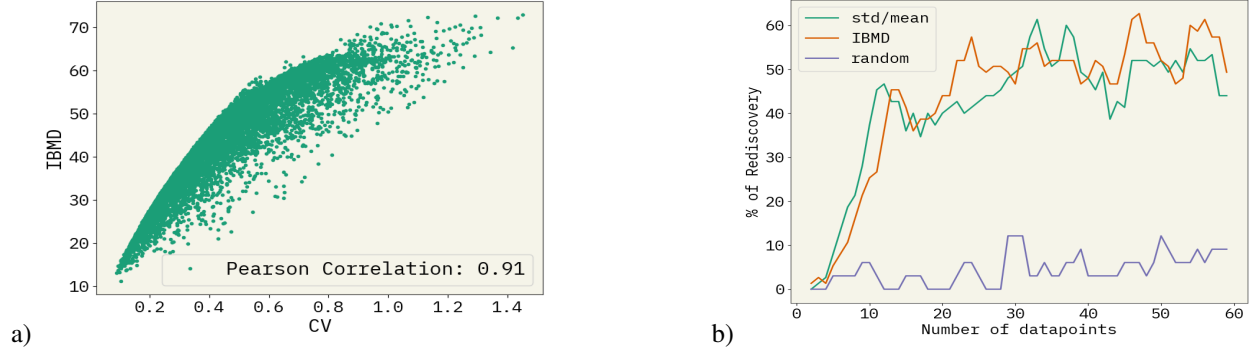 70
60
50
40
30
20
10
IBMD
Pearson Correlation: 0.91
0.2 0.4 0.6 0.8 1.0 1.2 1.4
CV
a)
std/mean
IBMD
random
60
50
40
30
20
10
0
% of Rediscovery
0 10 20 30 40 50 60
Number of datapoints
b)